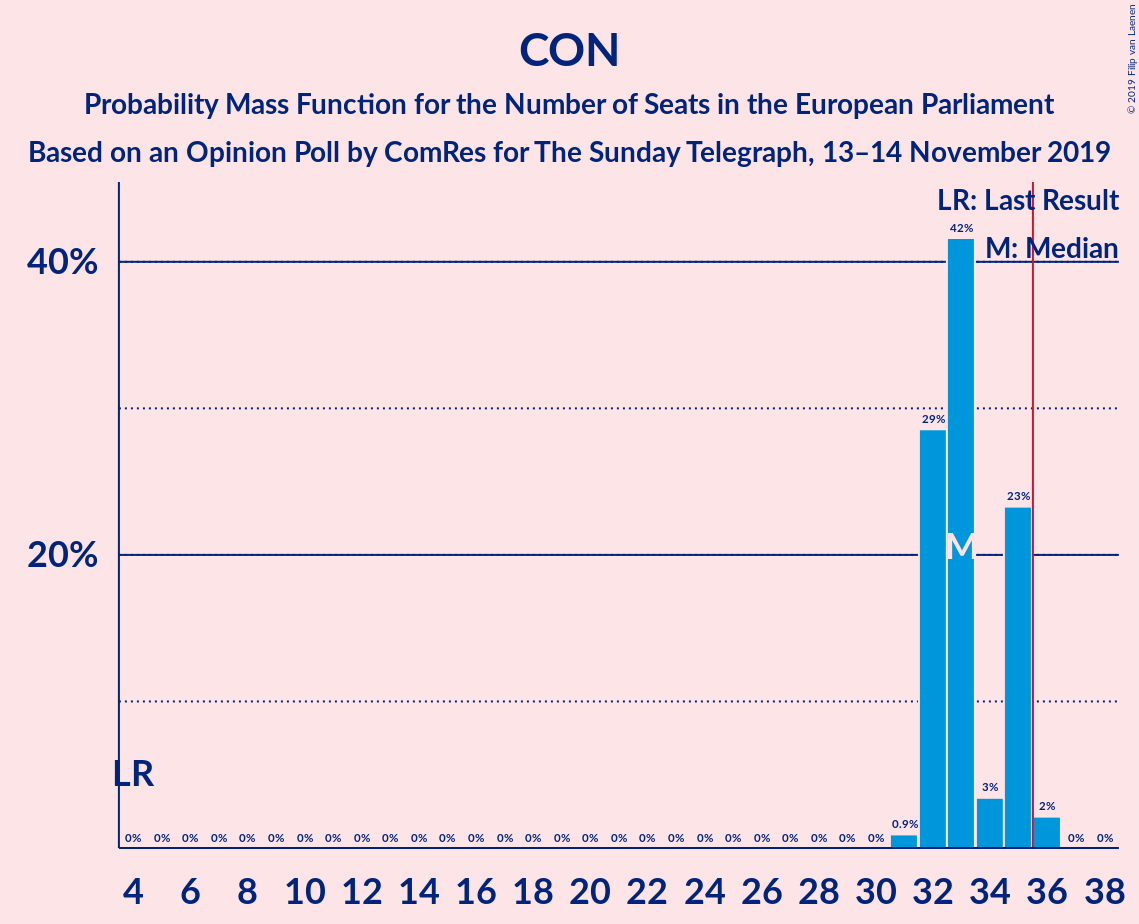 CON
Probability Mass Function for the Number of Seats in the European Parliament
Based on an Opinion Poll by ComRes for The Sunday Telegraph, 13–14 November 2019
© 2019 Filip van Laenen
LR: Last Result
M: Median
40%
20%
42%
29%
23%
M
LR
3%
2%
0% 0% 0% 0% 0% 0% 0% 0% 0% 0% 0% 0% 0% 0% 0% 0% 0% 0% 0% 0% 0% 0% 0% 0% 0% 0% 0% 0.9% 0% 0%
4 6 8 10 12 14 16 18 20 22 24 26 28 30 32 34 36 38